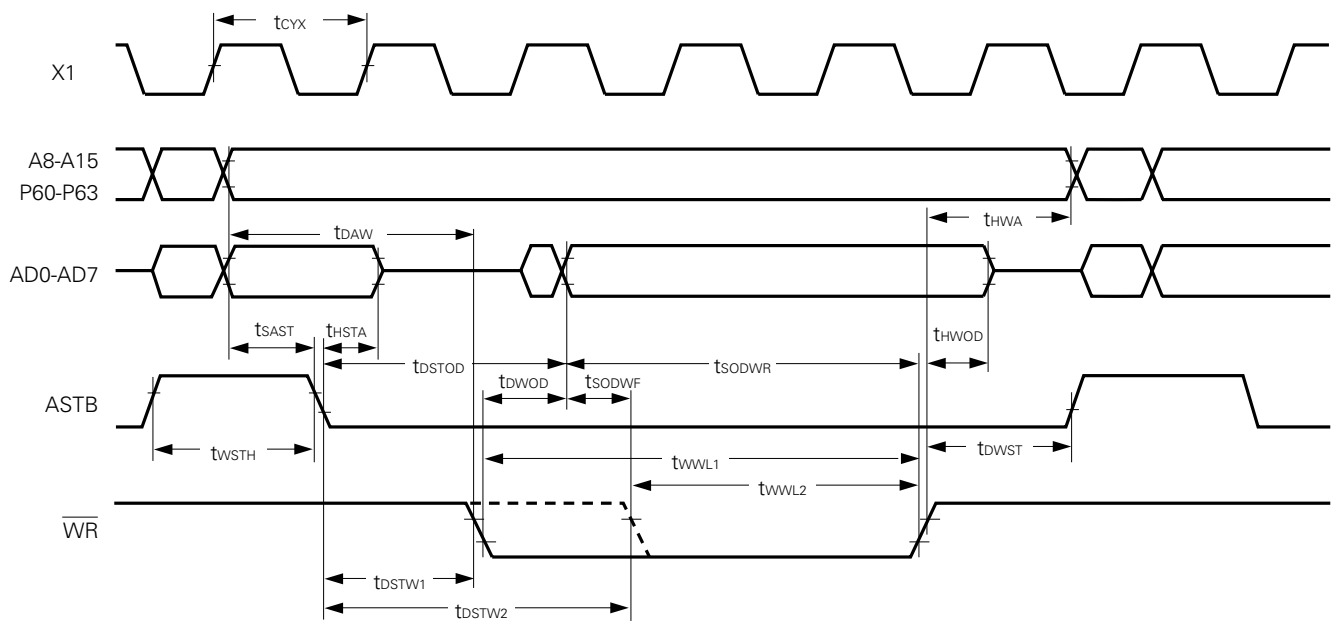 tCYX
X1
A8-A15
P60-P63
tHWA
tDAW
AD0-AD7
tSAST
tHSTA
tHWOD
tDSTOD
tSODWR
tDWOD
tSODWF
ASTB
tWSTH
tDWST
tWWL1
tWWL2
WR
tDSTW1
tDSTW2